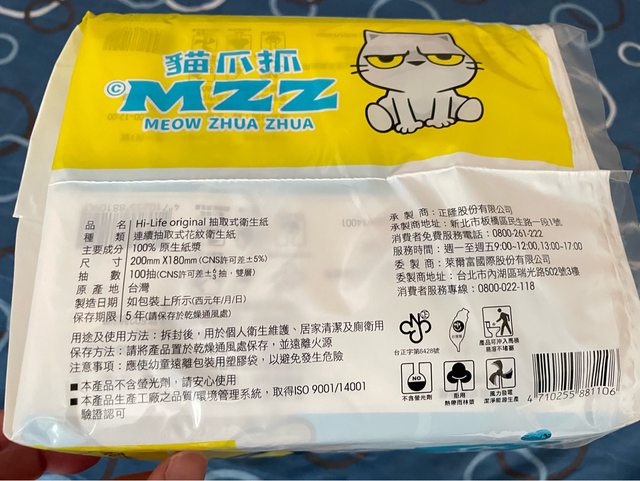 貓爪抓
© MZZ
MEOW ZHUA ZHUA
品 名 Hi-Life original 抽取式衛生紙
種 類 連續抽取式花紋衛生紙
主要成分 100% 原生紙漿
尺 寸 200mm X180mm (CNS許可差±5%)
抽 數 100抽(CNS許可差 抽, 雙層)
原產地 台灣
製造日期 如包裝上所示(西元年/月/日)
保存期限 5年(請保存於乾燥通風處)
用途及使用方法：拆封後，用於個人衛生維護、居家清潔及廁衛用
保存方法：請將產品置於乾燥通風處保存，並遠離火源
注意事項：應使幼童遠離包裝用塑膠袋，以避免發生危險
■ 本產品不含螢光劑，請安心使用
■ 本產品生產工廠之品質/環境管理系統，取得ISO 9001/14001
驗證認可
承製商：正隆股份有限公司
承製商地址：新北市板橋區民生路一段1號
消費者免費服務電話：0800-261-222
服務時間：週一至週五9:00-12:00, 13:00-17:00
委製商：萊爾富國際股份有限公司
委製商地址：台北市內湖區瑞光路502號3樓
消費者服務專線：0800-022-118
台正字第6428號
產品可沖入馬桶
易溶不堵塞
NO
不含螢光劑
拒用
熱帶雨林漿
風力發電
潔淨能源生產
4 710255 881106